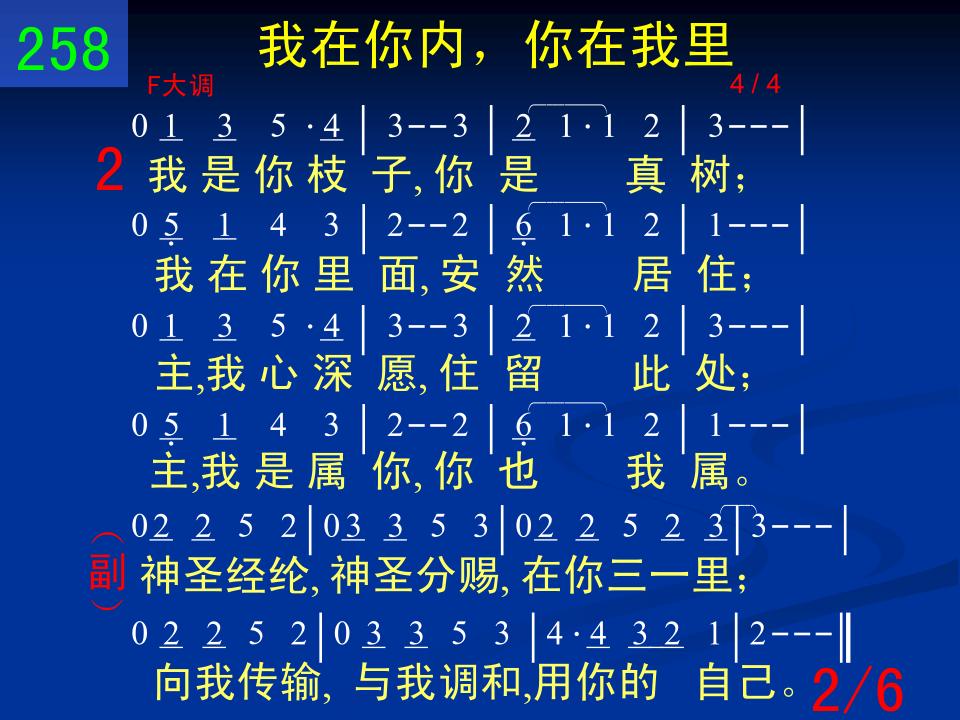 258
我在你内，你在我里
F大调 4/4
0 1 3 5 · 4 | 3--3 | 2 1·1 2 | 3---|
2 我是你枝子,你是真树;
0 5 1 4 3 | 2--2 | 6 1·1 2 | 1---|
我在你里面,安然居住;
0 1 3 5 · 4 | 3--3 | 2 1·1 2 | 3---|
主,我心深愿,住留此处;
0 5 1 4 3 | 2--2 | 6 1·1 2 | 1---|
主,我是属你,你也我属。
0 2 2 5 2 | 0 3 3 5 3 | 0 2 2 5 2 3 | 3---|
（副） 神圣经纶,神圣分赐,在你三一里;
0 2 2 5 2 | 0 3 3 5 3 | 4·4 3 2 1 | 2---‖
向我传输, 与我调和,用你的 自己。
2/6